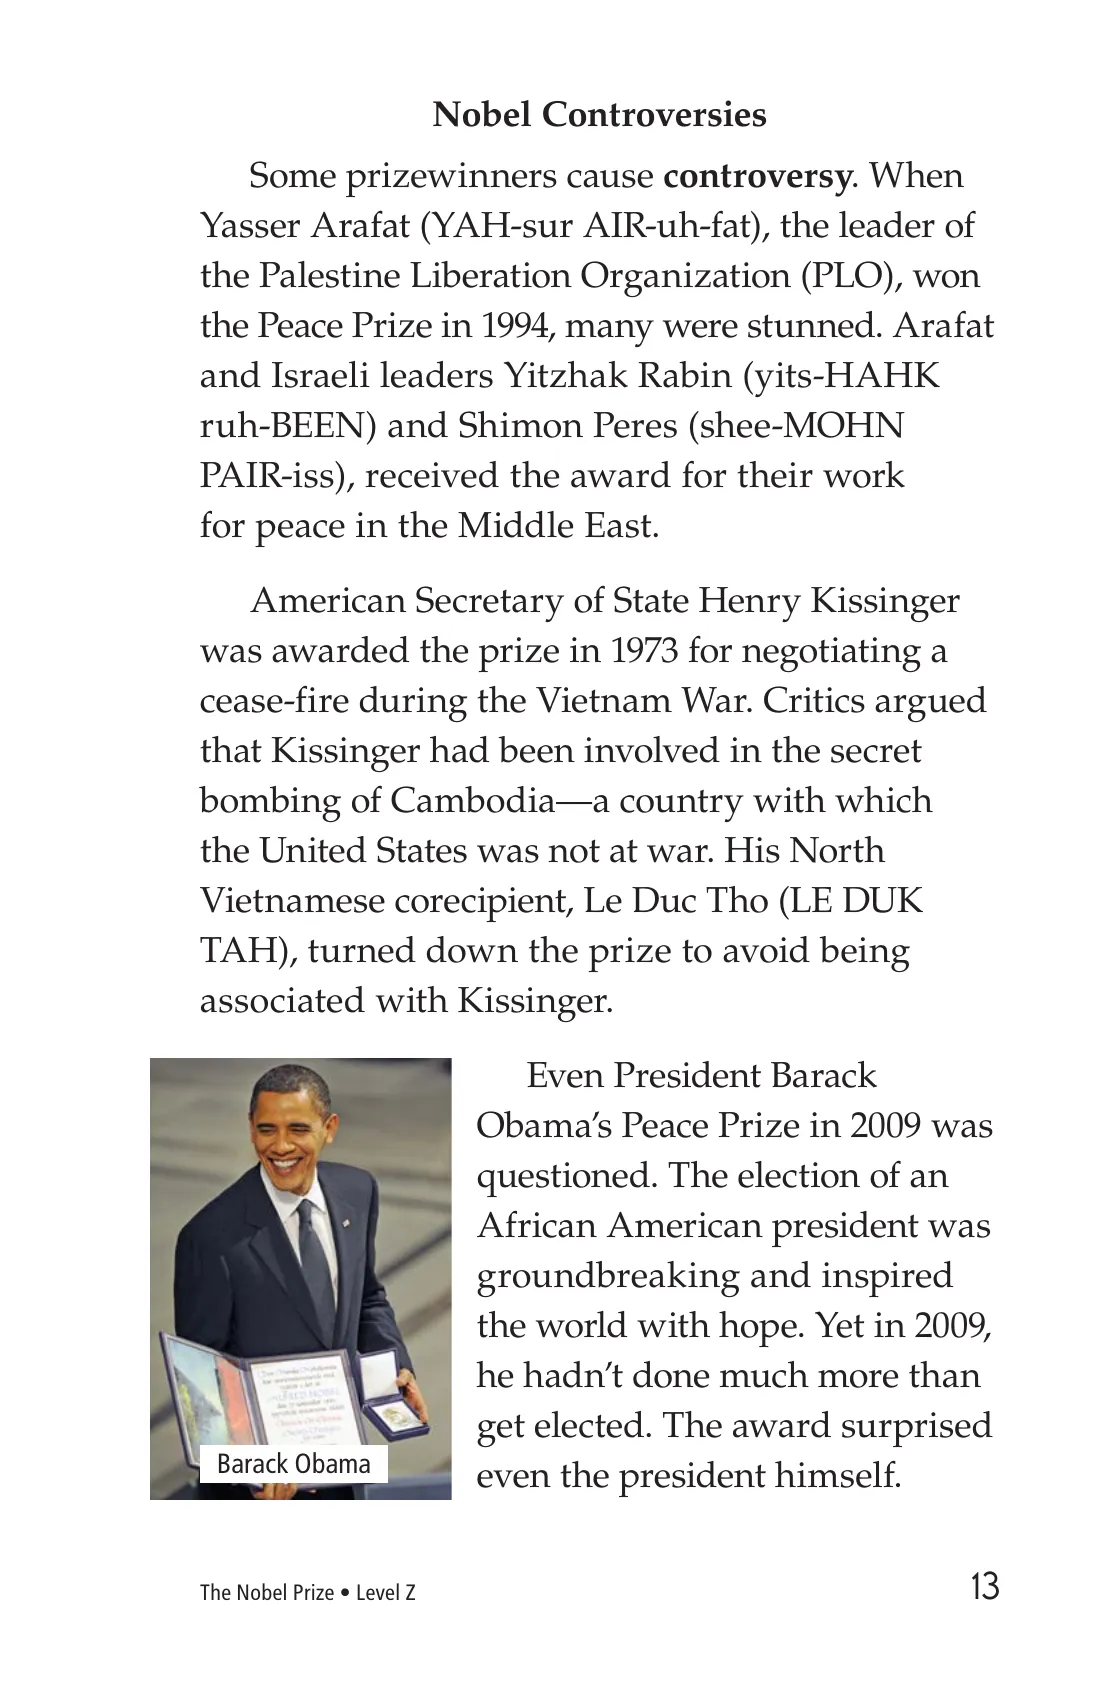 Nobel Controversies
Some prizewinners cause controversy. When
Yasser Arafat (YAH-sur AIR-uh-fat), the leader of
the Palestine Liberation Organization (PLO), won
the Peace Prize in 1994, many were stunned. Arafat
and Israeli leaders Yitzhak Rabin (yits-HAHK
ruh-BEEN) and Shimon Peres (shee-MOHN
PAIR-iss), received the award for their work
for peace in the Middle East.
American Secretary of State Henry Kissinger
was awarded the prize in 1973 for negotiating a
cease-fire during the Vietnam War. Critics argued
that Kissinger had been involved in the secret
bombing of Cambodia—a country with which
the United States was not at war. His North
Vietnamese corecipient, Le Duc Tho (LE DUK
TAH), turned down the prize to avoid being
associated with Kissinger.
Even President Barack
Obama’s Peace Prize in 2009 was
questioned. The election of an
African American president was
groundbreaking and inspired
the world with hope. Yet in 2009,
he hadn’t done much more than
get elected. The award surprised
even the president himself.
ALFRED NOBEL
Barack Obama
The Nobel Prize • Level Z
13